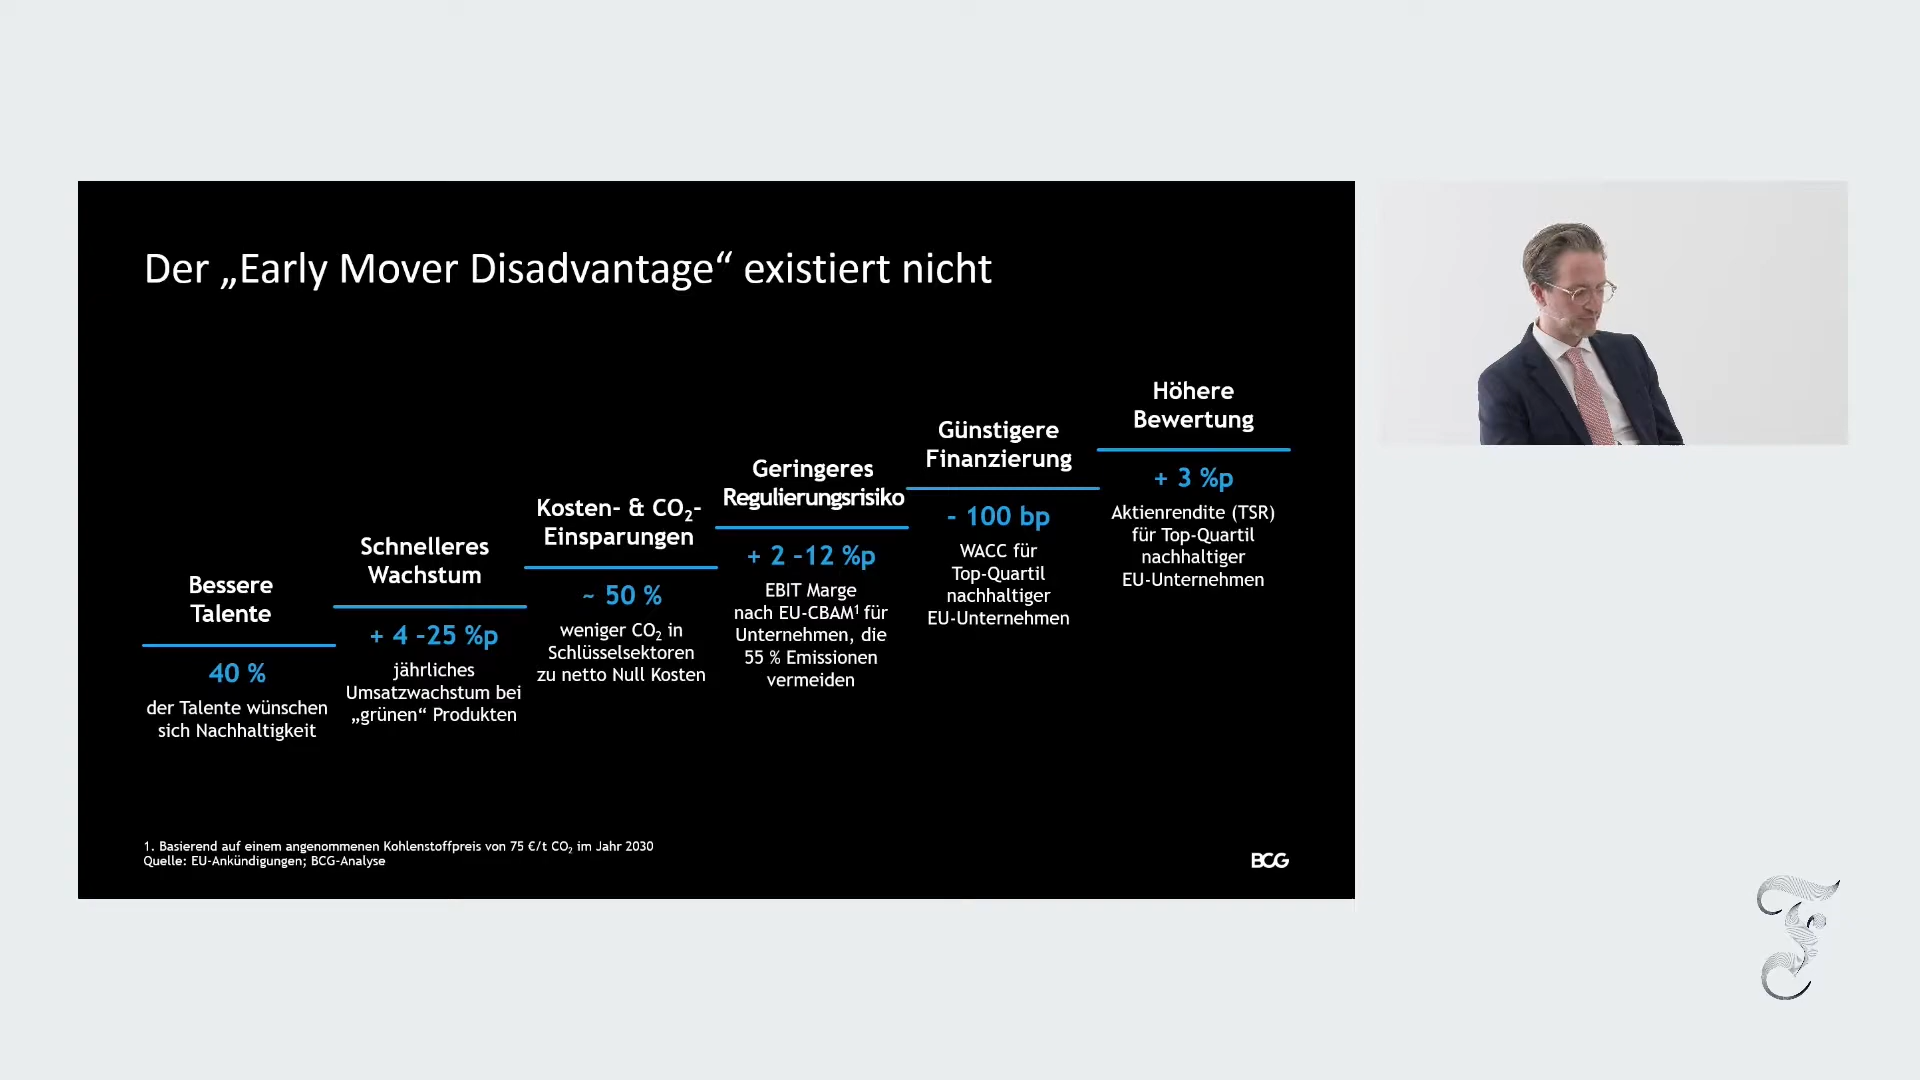 Der „Early Mover Disadvantage“ existiert nicht
Bessere
Talente
40 %
der Talente wünschen
sich Nachhaltigkeit
Schnelleres
Wachstum
+ 4 -25 %p
jährliches
Umsatzwachstum bei
„grünen“ Produkten
Kosten- & CO₂-
Einsparungen
~ 50 %
weniger CO₂ in
Schlüsselsektoren
zu netto Null Kosten
Geringeres
Regulierungsrisiko
+ 2 -12 %p
EBIT Marge
nach EU-CBAM¹ für
Unternehmen, die
55 % Emissionen
vermeiden
Günstigere
Finanzierung
- 100 bp
WACC für
Top-Quartil
nachhaltiger
EU-Unternehmen
Höhere
Bewertung
+ 3 %p
Aktienrendite (TSR)
für Top-Quartil
nachhaltiger
EU-Unternehmen
1. Basierend auf einem angenommenen Kohlenstoffpreis von 75 €/t CO₂ im Jahr 2030
Quelle: EU-Ankündigungen; BCG-Analyse
BCG
F